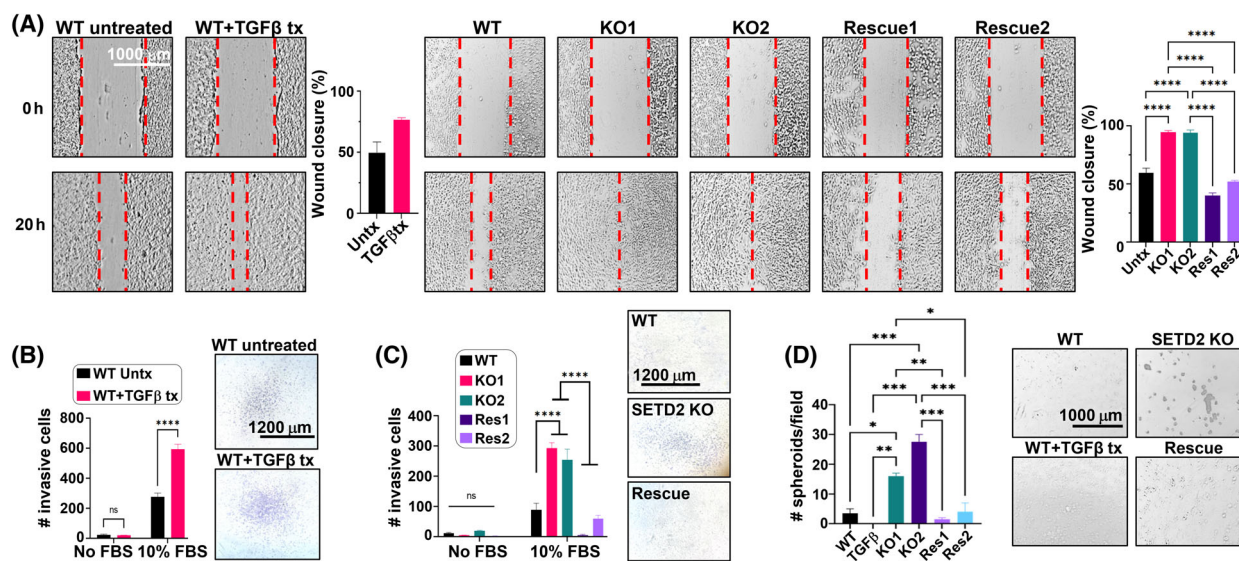 (A)
WT untreated
WT+TGFβ tx
1000 μm
0 h
20 h
Wound closure (%)
100
50
0
Untx
TGFβtx
WT
KO1
KO2
Rescue1
Rescue2
Wound closure (%)
****
****
****
****
****
****
100
75
50
25
0
Untx
KO1
KO2
Res1
Res2
(B)
WT Untx
WT+TGFβ tx
# invasive cells
800
600
400
200
0
ns
****
No FBS
10% FBS
WT untreated
1200 μm
WT+TGFβ tx
(C)
WT
KO1
KO2
Res1
Res2
# invasive cells
400
300
200
100
0
ns
****
****
No FBS
10% FBS
WT
1200 μm
SETD2 KO
Rescue
(D)
# spheroids/field
40
30
20
10
0
*
***
**
***
***
*
***
**
WT
TGFβ
KO1
KO2
Res1
Res2
WT
1000 μm
SETD2 KO
WT+TGFβ tx
Rescue